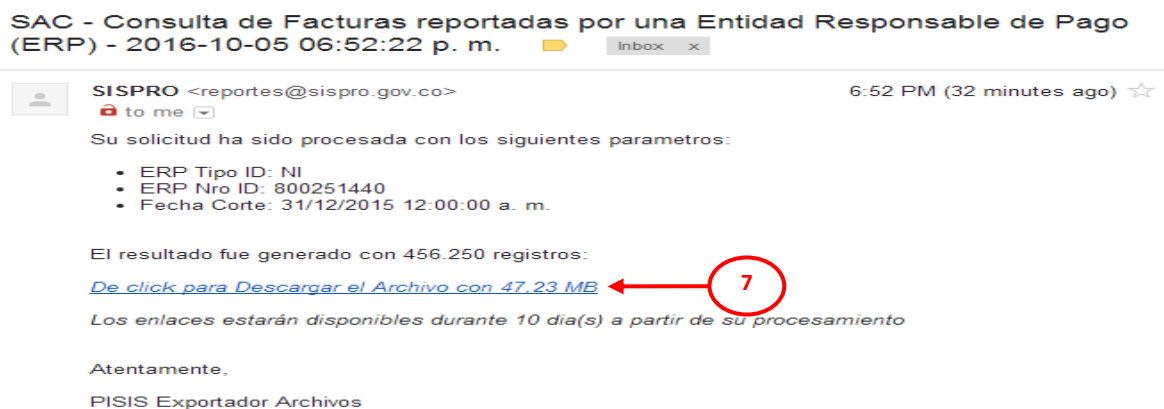 SAC - Consulta de Facturas reportadas por una Entidad Responsable de Pago
(ERP) - 2016-10-05 06:52:22 p. m. Inbox x
SISPRO <reportes@sispro.gov.co> 6:52 PM (32 minutes ago)
to me
Su solicitud ha sido procesada con los siguientes parametros:
• ERP Tipo ID: NI
• ERP Nro ID: 800251440
• Fecha Corte: 31/12/2015 12:00:00 a. m.
El resultado fue generado con 456.250 registros:
De click para Descargar el Archivo con 47,23 MB 7
Los enlaces estarán disponibles durante 10 dia(s) a partir de su procesamiento
Atentamente,
PISIS Exportador Archivos